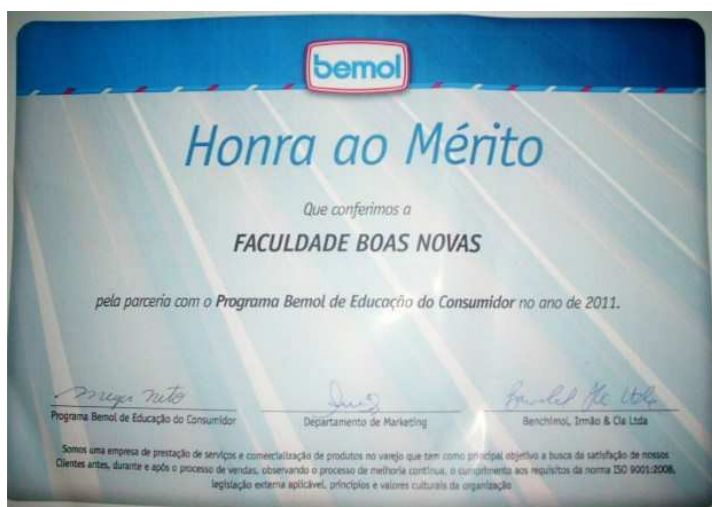 bemol
Honra ao Mérito
Que conferimos a
FACULDADE BOAS NOVAS
pela parceria com o Programa Bemol de Educação do Consumidor no ano de 2011.
Programa Bemol de Educação do Consumidor
Departamento de Marketing
Benchimol, Irmão & Cia Ltda
Somos uma empresa de prestação de serviços e comercialização de produtos no varejo que tem como principal objetivo a busca da satisfação de nossos
Clientes antes, durante e após o processo de vendas, observando o processo de melhoria contínua, o cumprimento aos requisitos da norma ISO 9001:2008,
legislação externa aplicável, princípios e valores culturais da organização